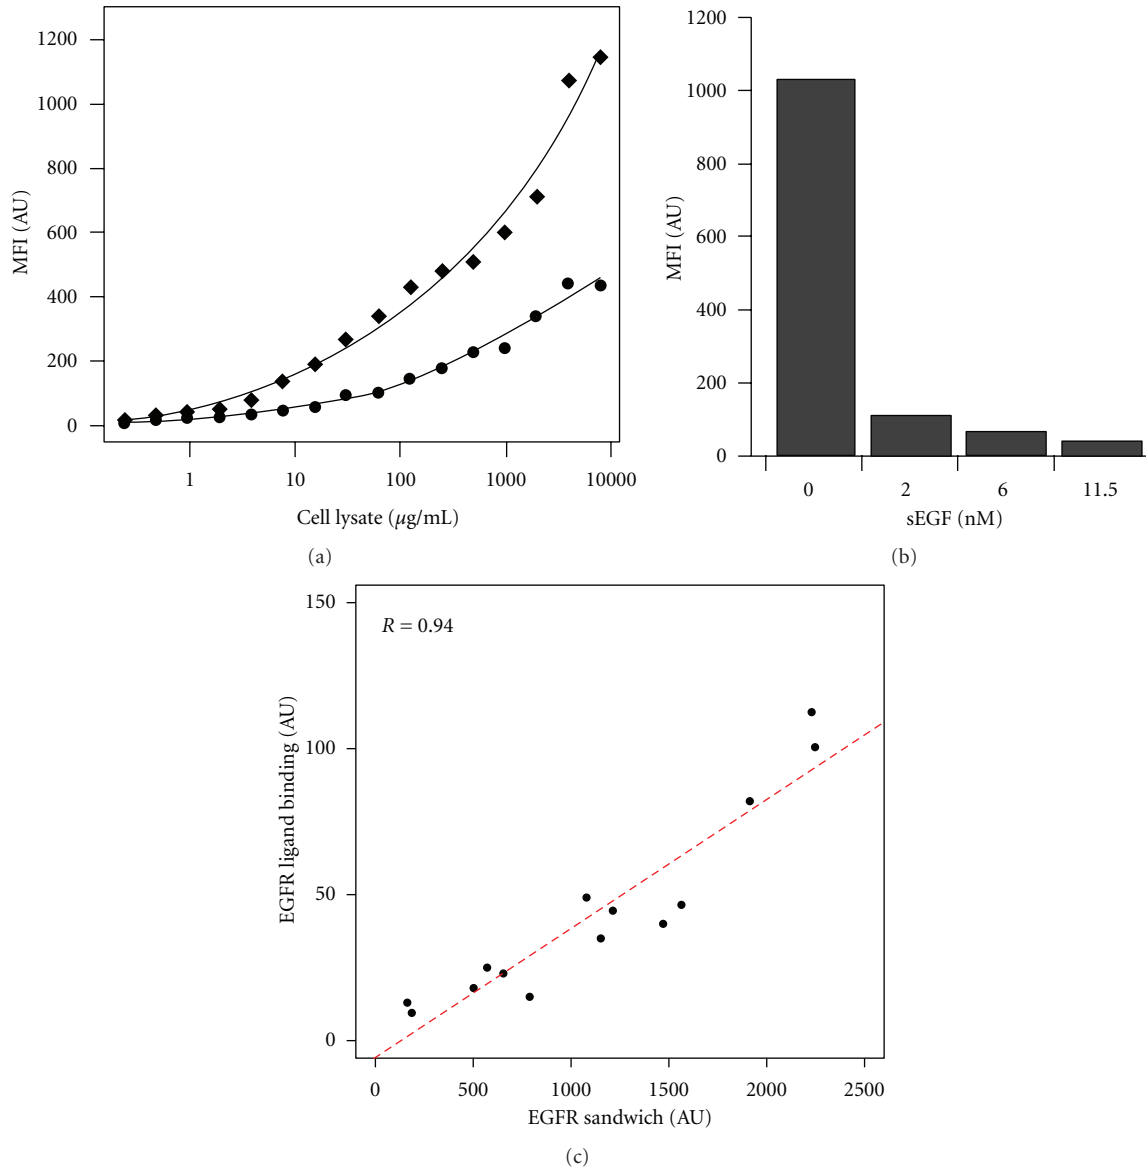 1200
1000
800
600
400
200
0
MFI (AU)
1 10 100 1000 10000
Cell lysate (μg/mL)
(a)
1200
1000
800
600
400
200
0
MFI (AU)
0 2 6 11.5
sEGF (nM)
(b)
150
100
50
0
R = 0.94
EGFR ligand binding (AU)
0 500 1000 1500 2000 2500
EGFR sandwich (AU)
(c)